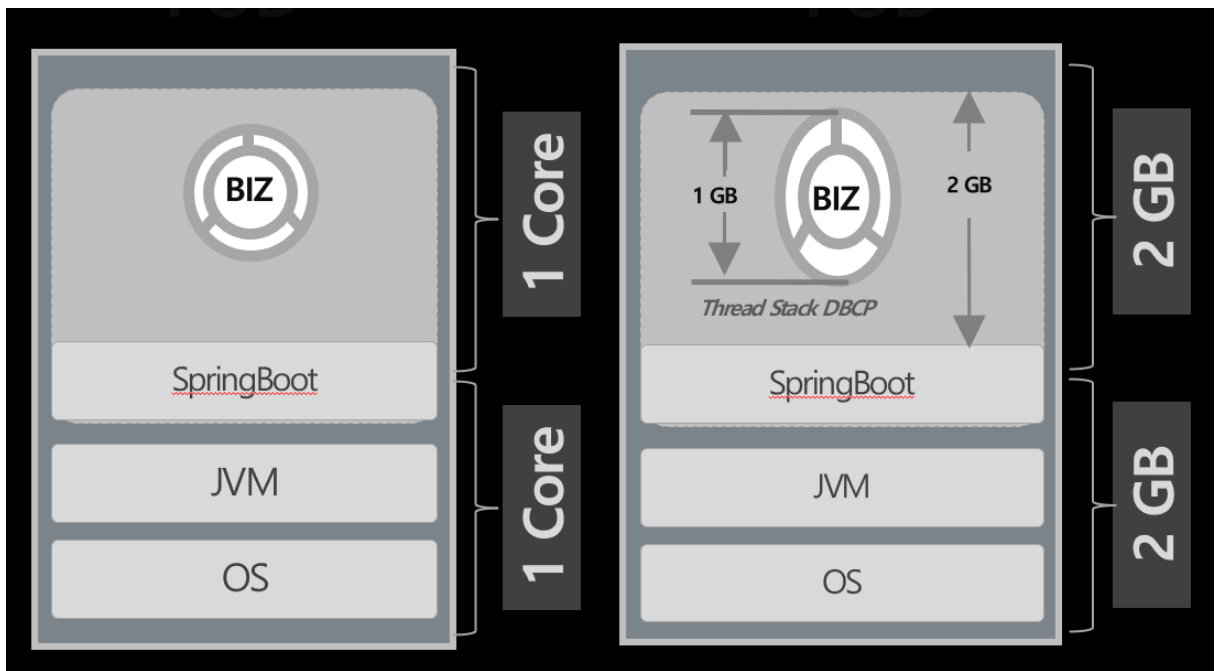 BIZ
SpringBoot
JVM
OS
1 Core
1 Core
1 GB
BIZ
2 GB
Thread Stack DBCP
SpringBoot
JVM
OS
2 GB
2 GB